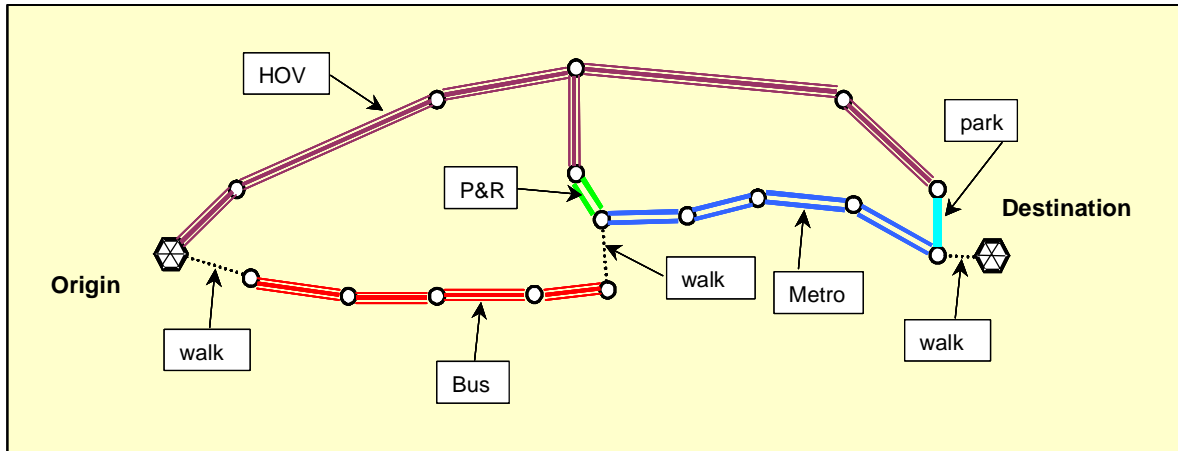 HOV
park
P&R
Destination
walk
Origin
Metro
walk
walk
Bus